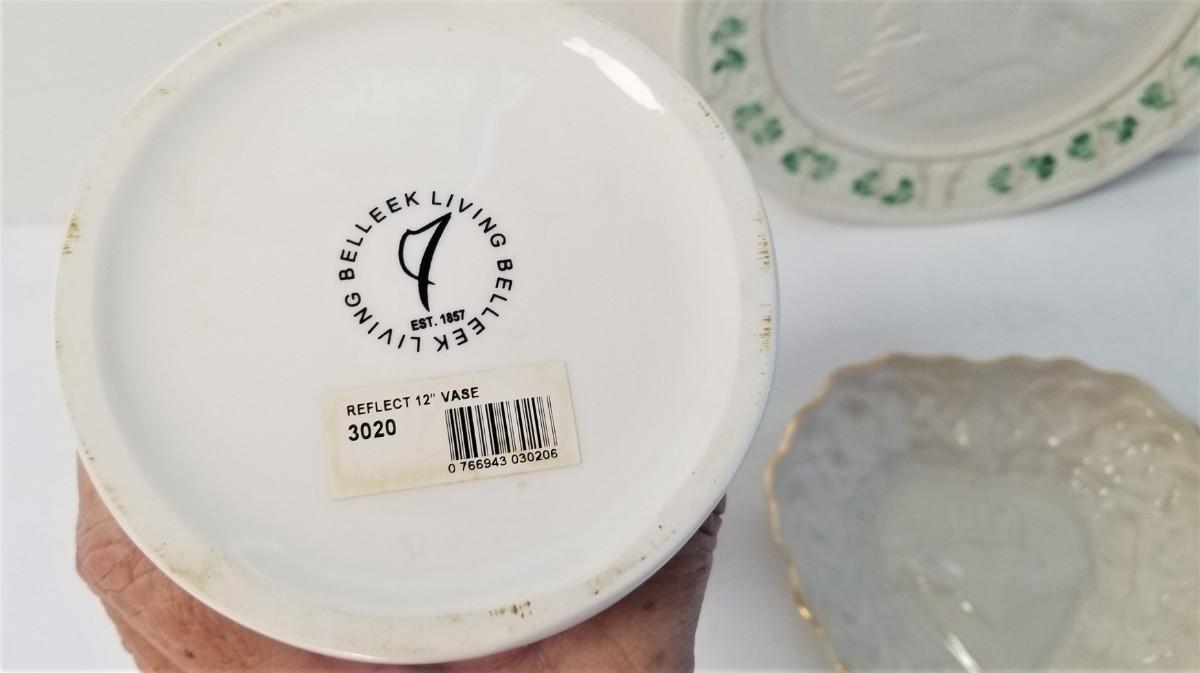 BELLEEK LIVING BELLEEK LIVING
EST. 1857
REFLECT 12" VASE
3020
0 766943 030206